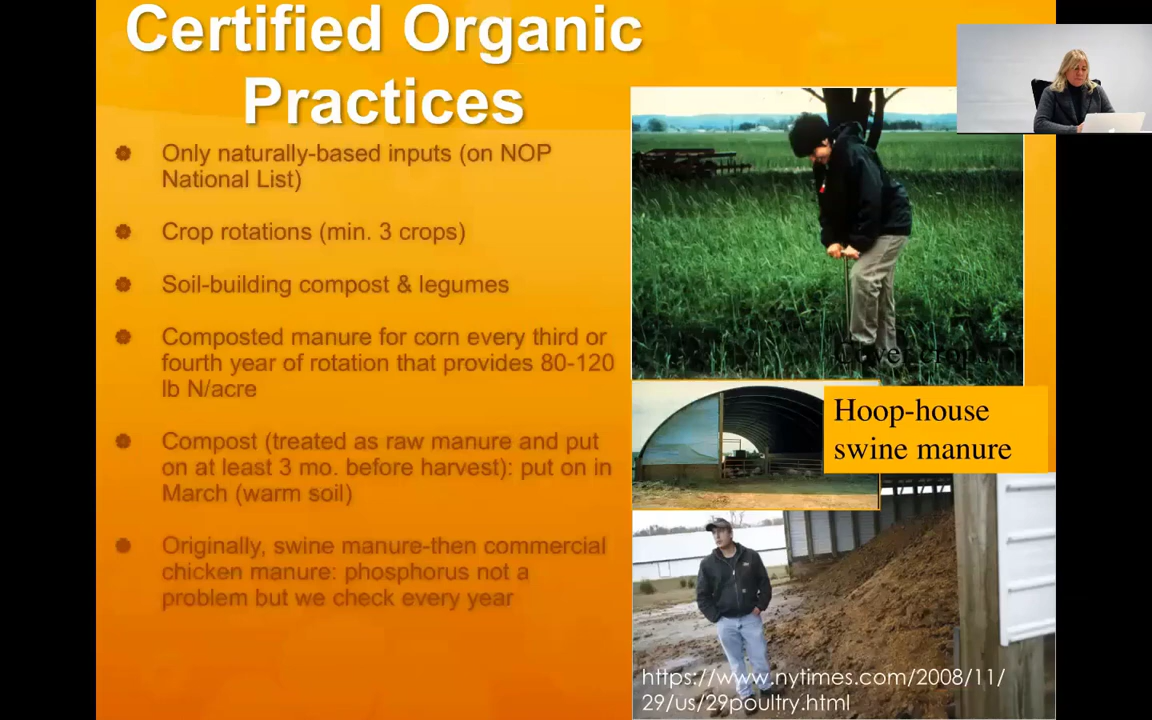 Certified Organic
Practices
Only naturally-based inputs (on NOP
National List)
Crop rotations (min. 3 crops)
Soil-building compost & legumes
Composted manure for corn every third or
fourth year of rotation that provides 80-120
lb N/acre
Compost (treated as raw manure and put
on at least 3 mo. before harvest): put on in
March (warm soil)
Originally, swine manure-then commercial
chicken manure: phosphorus not a
problem but we check every year
Cover crop
Hoop-house
swine manure
https://www.nytimes.com/2008/11/
29/us/29poultry.html